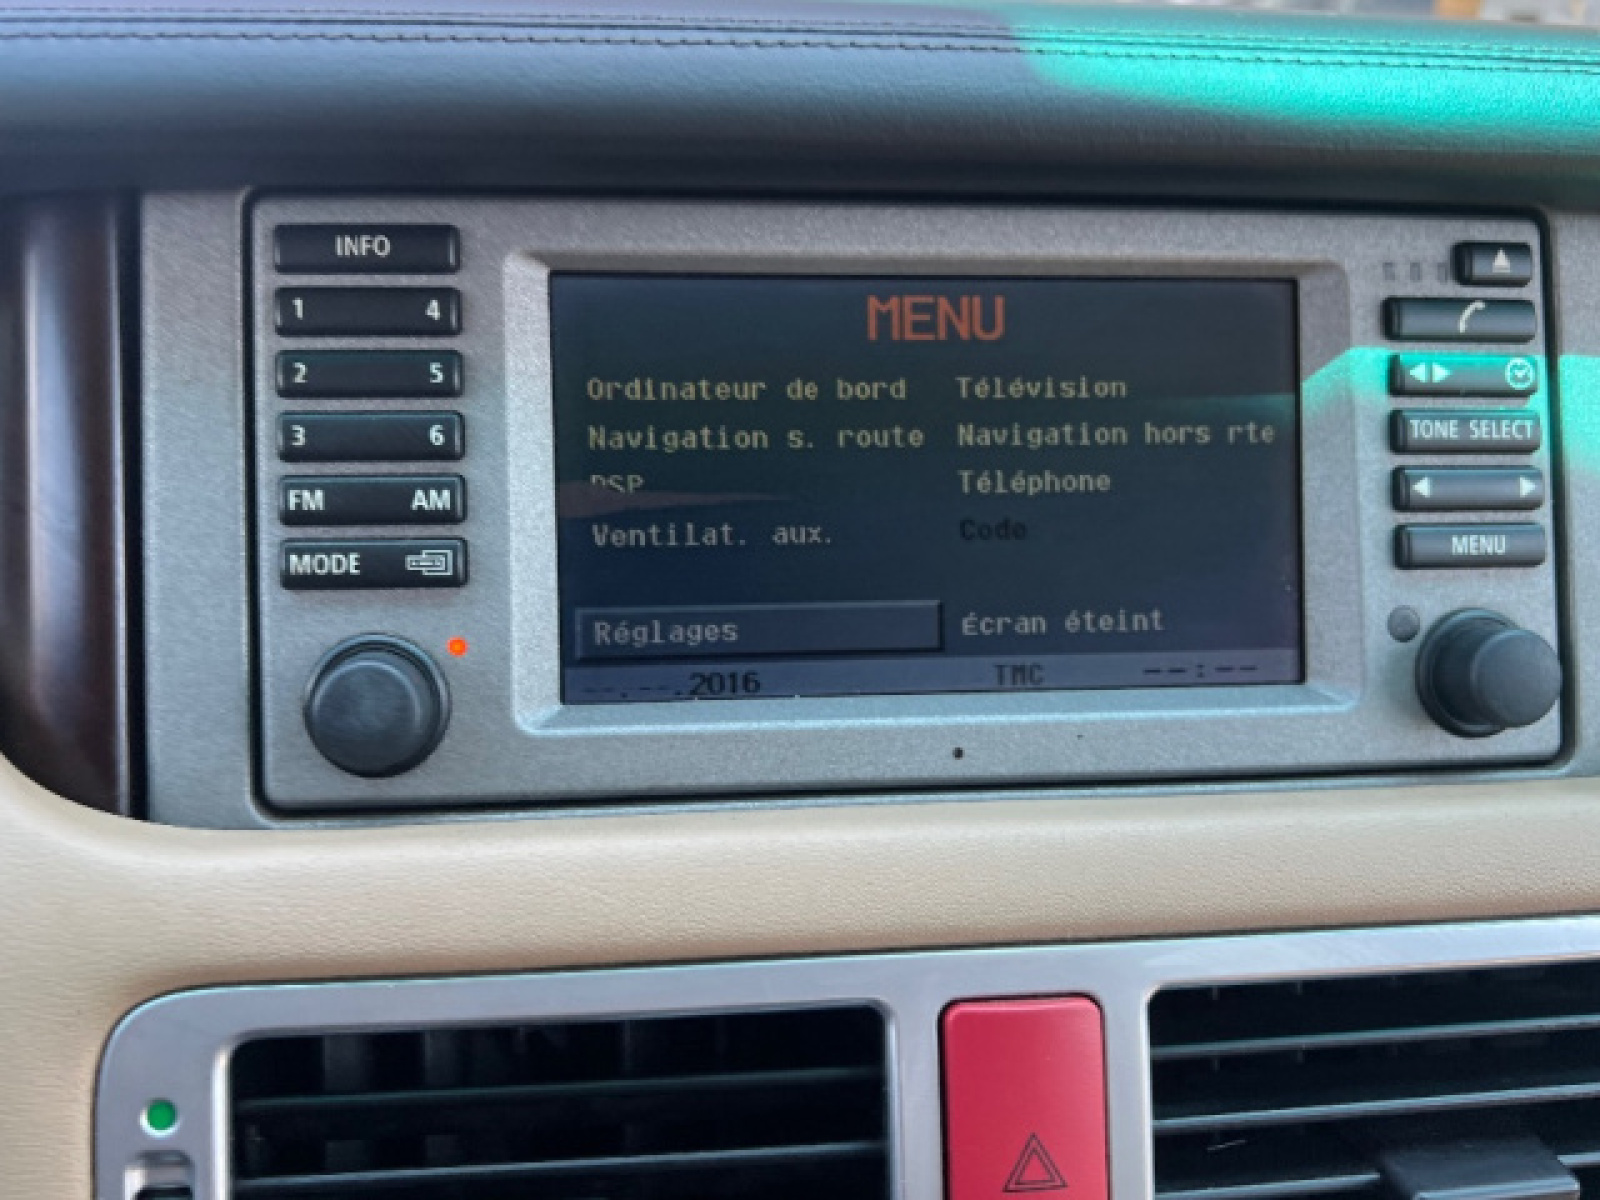 INFO
1 4
2 5
3 6
FM AM
MODE
MENU
Ordinateur de bord Télévision
Navigation s. route Navigation hors rte
DSP Téléphone
Ventilat. aux. Code
Réglages Écran éteint
--.--.2016 TMC --:--
TONE SELECT
MENU